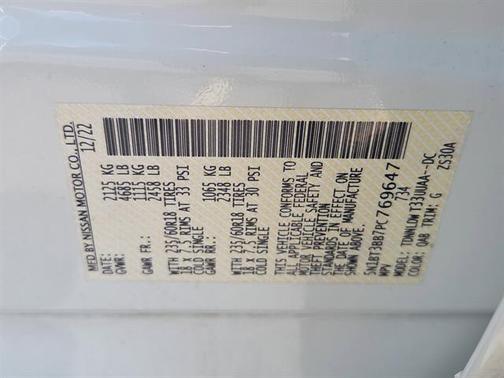 MFD BY NISSAN MOTOR CO., LTD.
12/22
GVWR: 2125 KG
4685 LB
GAWR FR.: 1115 KG
2458 LB
WITH 235/60R18 TIRES
18 x 7.5 RIMS AT 33 PSI
COLD SINGLE
GAWR RR.: 1065 KG
2248 LB
WITH 235/60R18 TIRES
18 x 7.5 RIMS AT 30 PSI
COLD SINGLE
THIS VEHICLE CONFORMS TO
ALL APPLICABLE FEDERAL
MOTOR VEHICLE SAFETY AND
THEFT PREVENTION
STANDARDS IN EFFECT ON
THE DATE OF MANUFACTURE
SHOWN ABOVE.
5N1BT3BB7PC769647
MPV 734
MODEL: TDNNLDW T33UUAA--DC
COLOR: QAB TRIM: G ZS30A